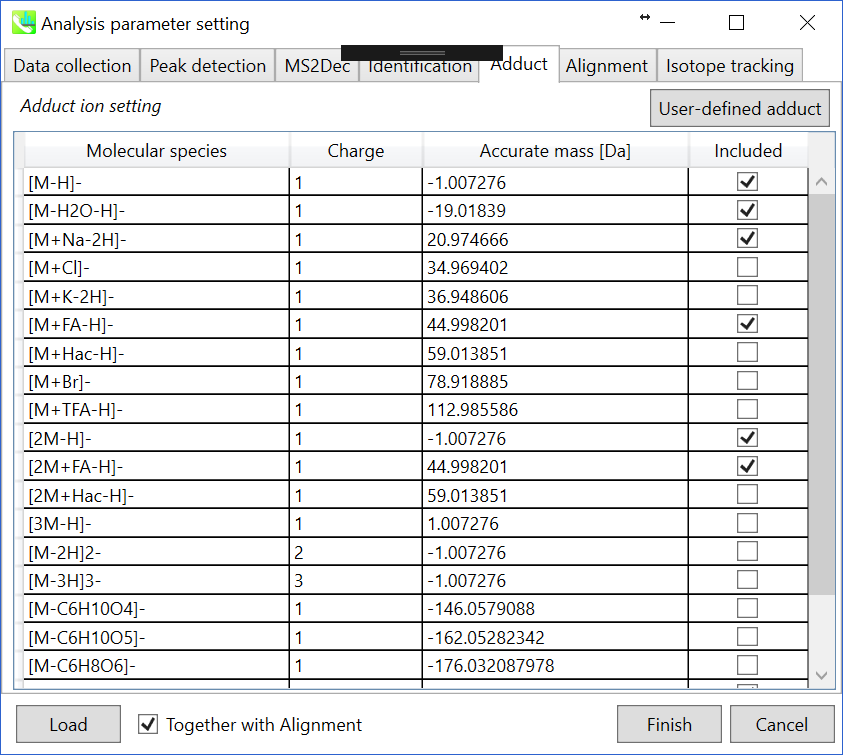 Analysis parameter setting
Data collection Peak detection MS2Dec Identification Adduct Alignment Isotope tracking
Adduct ion setting User-defined adduct
Molecular species Charge Accurate mass [Da] Included
[M-H]- 1 -1.007276
[M-H2O-H]- 1 -19.01839
[M+Na-2H]- 1 20.974666
[M+Cl]- 1 34.969402
[M+K-2H]- 1 36.948606
[M+FA-H]- 1 44.998201
[M+Hac-H]- 1 59.013851
[M+Br]- 1 78.918885
[M+TFA-H]- 1 112.985586
[2M-H]- 1 -1.007276
[2M+FA-H]- 1 44.998201
[2M+Hac-H]- 1 59.013851
[3M-H]- 1 1.007276
[M-2H]2- 2 -1.007276
[M-3H]3- 3 -1.007276
[M-C6H10O4]- 1 -146.0579088
[M-C6H10O5]- 1 -162.05282342
[M-C6H8O6]- 1 -176.032087978
Load Together with Alignment Finish Cancel